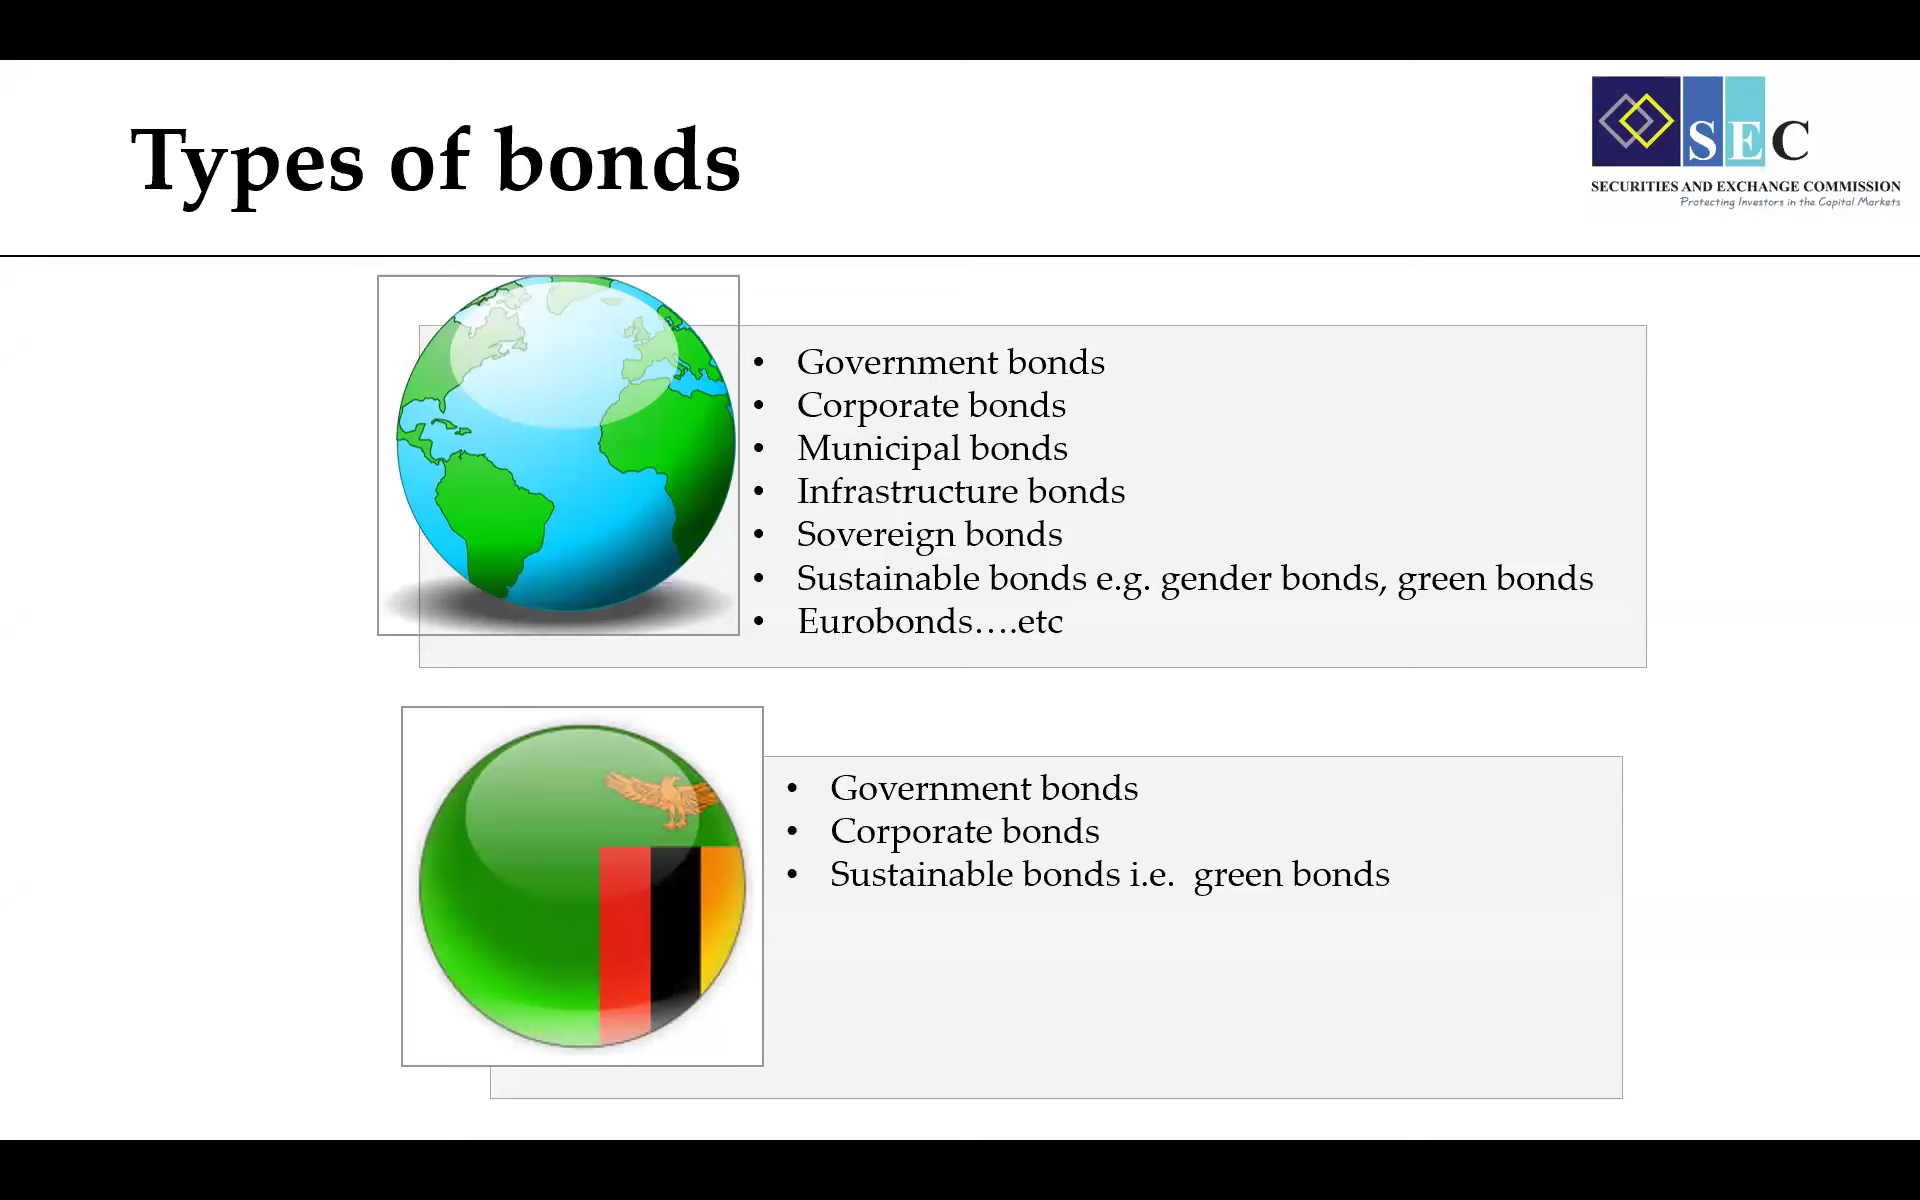 Types of bonds
SEC
SECURITIES AND EXCHANGE COMMISSION
Protecting Investors in the Capital Markets
• Government bonds
• Corporate bonds
• Municipal bonds
• Infrastructure bonds
• Sovereign bonds
• Sustainable bonds e.g. gender bonds, green bonds
• Eurobonds….etc
• Government bonds
• Corporate bonds
• Sustainable bonds i.e.  green bonds